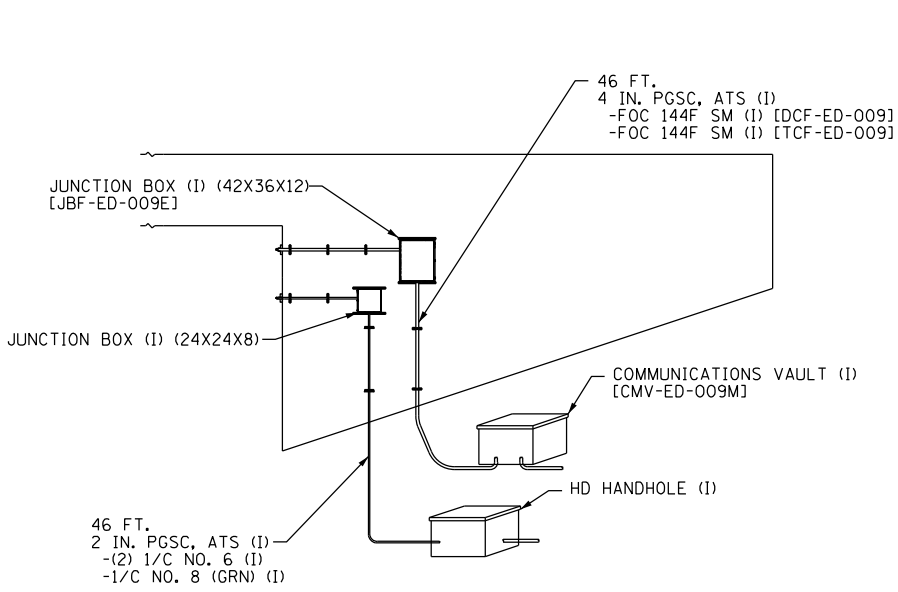 46 FT.
4 IN. PGSC, ATS (I)
-FOC 144F SM (I) [DCF-ED-009]
-FOC 144F SM (I) [TCF-ED-009]
JUNCTION BOX (I) (42X36X12)
[JBF-ED-009E]
JUNCTION BOX (I) (24X24X8)
COMMUNICATIONS VAULT (I)
[CMV-ED-009M]
HD HANDHOLE (I)
46 FT.
2 IN. PGSC, ATS (I)
-(2) 1/C NO. 6 (I)
-1/C NO. 8 (GRN) (I)